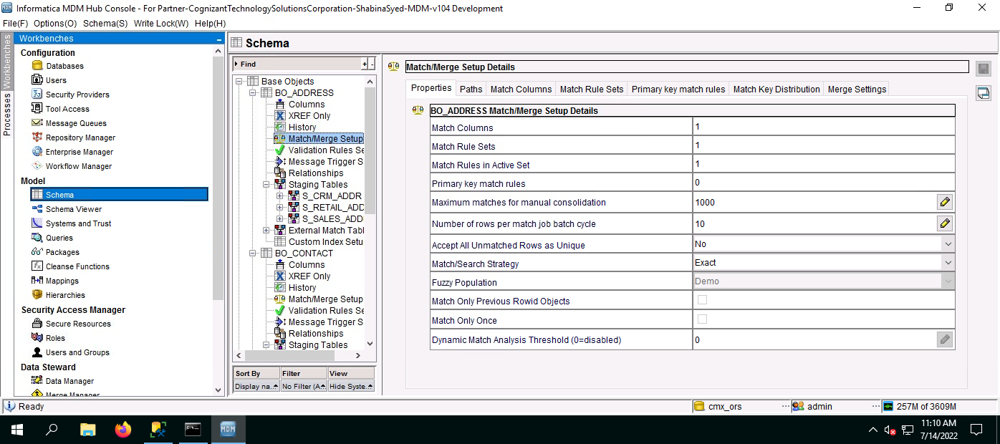 Informatica MDM Hub Console - For Partner-CognizantTechnologySolutionsCorporation-ShabinaSyed-MDM-v104 Development
File(F) Options(O) Schema(S) Write Lock(W) Help(H)
Workbenches
Processes
Workbenches
Configuration
Databases
Users
Security Providers
Tool Access
Message Queues
Repository Manager
Enterprise Manager
Workflow Manager
Model
Schema
Schema Viewer
Systems and Trust
Queries
Packages
Cleanse Functions
Mappings
Hierarchies
Security Access Manager
Secure Resources
Roles
Users and Groups
Data Steward
Data Manager
Merge Manager
Schema
Find
+ -
Base Objects
BO_ADDRESS
Columns
XREF Only
History
Match/Merge Setup
Validation Rules Se
Message Trigger S
Relationships
Staging Tables
S_CRM_ADDR
S_RETAIL_ADD
S_SALES_ADD
External Match Tabl
Custom Index Setu
BO_CONTACT
Columns
XREF Only
History
Match/Merge Setup
Validation Rules Se
Message Trigger S
Relationships
Staging Tables
Sort By Filter View
Display na... No Filter (A... Hide Syste...
Match/Merge Setup Details
Properties Paths Match Columns Match Rule Sets Primary key match rules Match Key Distribution Merge Settings
BO_ADDRESS Match/Merge Setup Details
Match Columns 1
Match Rule Sets 1
Match Rules in Active Set 1
Primary key match rules 0
Maximum matches for manual consolidation 1000
Number of rows per match job batch cycle 10
Accept All Unmatched Rows as Unique No
Match/Search Strategy Exact
Fuzzy Population Demo
Match Only Previous Rowid Objects
Match Only Once
Dynamic Match Analysis Threshold (0=disabled) 0
Ready cmx_ors ... admin ... 257M of 3609M
MDM
11:10 AM
7/14/2022